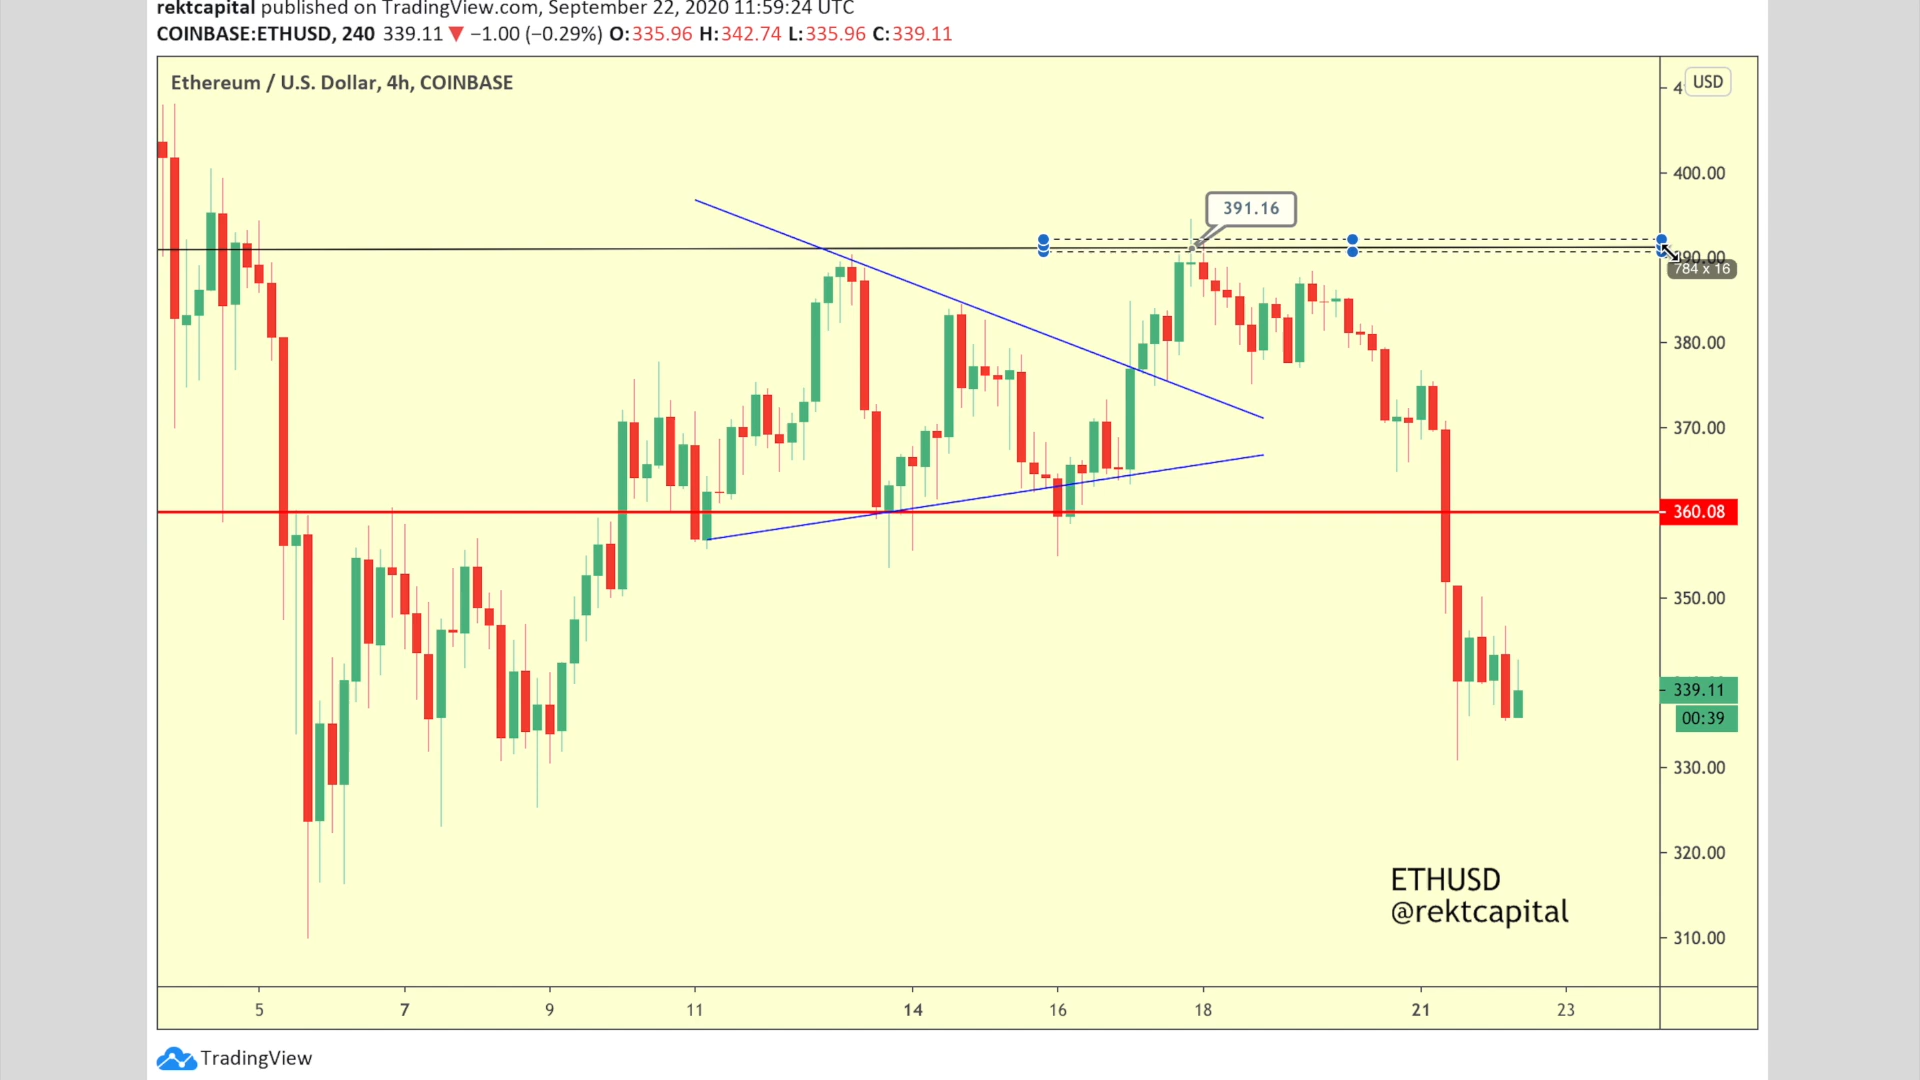 rektcapital published on TradingView.com, September 22, 2020 11:59:24 UTC
COINBASE:ETHUSD, 240 339.11 ▼ −1.00 (−0.29%) O:335.96 H:342.74 L:335.96 C:339.11
Ethereum / U.S. Dollar, 4h, COINBASE
USD
400.00
391.16
390.00
784 x 16
380.00
370.00
360.08
350.00
339.11
00:39
330.00
320.00
ETHUSD
@rektcapital
310.00
5 7 9 11 14 16 18 21 23
TradingView